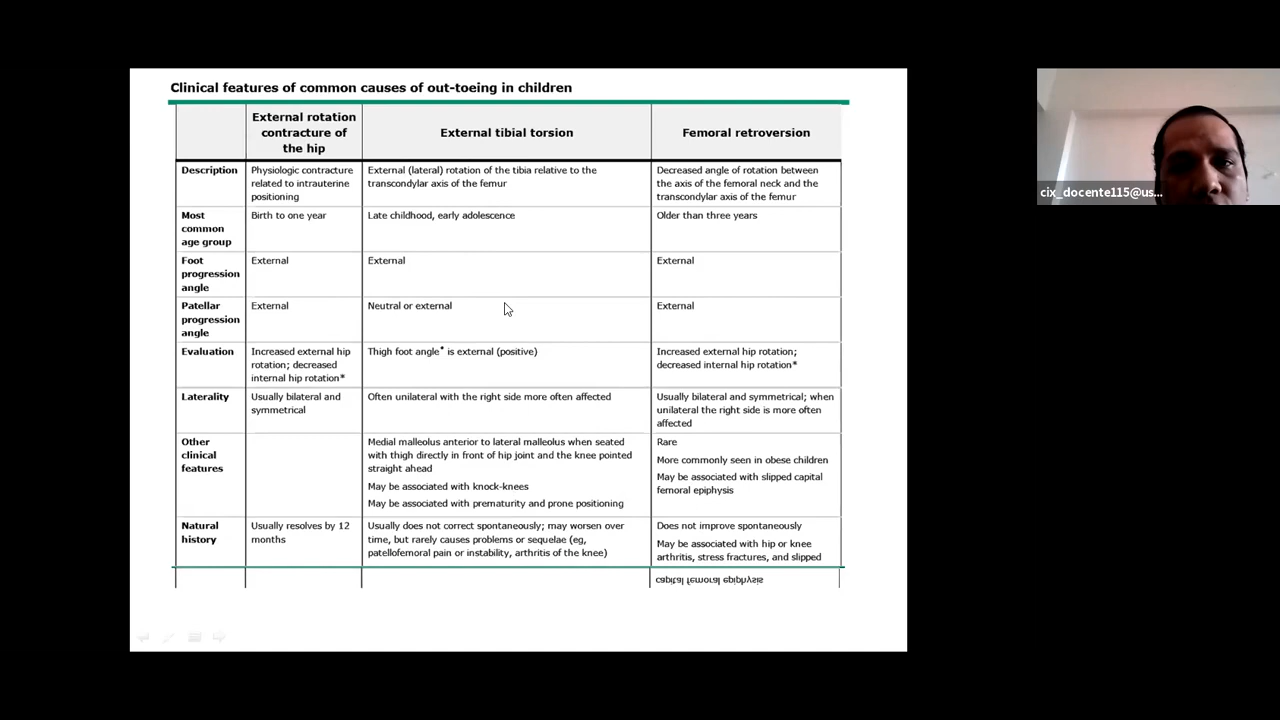 Clinical features of common causes of out-toeing in children
External rotation
contracture of
the hip
External tibial torsion
Femoral retroversion
Description
Physiologic contracture
related to intrauterine
positioning
External (lateral) rotation of the tibia relative to the
transcondylar axis of the femur
Decreased angle of rotation between
the axis of the femoral neck and the
transcondylar axis of the femur
Most
common
age group
Birth to one year
Late childhood, early adolescence
Older than three years
Foot
progression
angle
External
External
External
Patellar
progression
angle
External
Neutral or external
External
Evaluation
Increased external hip
rotation; decreased
internal hip rotation*
Thigh foot angle• is external (positive)
Increased external hip rotation;
decreased internal hip rotation*
Laterality
Usually bilateral and
symmetrical
Often unilateral with the right side more often affected
Usually bilateral and symmetrical; when
unilateral the right side is more often
affected
Other
clinical
features
Medial malleolus anterior to lateral malleolus when seated
with thigh directly in front of hip joint and the knee pointed
straight ahead
May be associated with knock-knees
May be associated with prematurity and prone positioning
Rare
More commonly seen in obese children
May be associated with slipped capital
femoral epiphysis
Natural
history
Usually resolves by 12
months
Usually does not correct spontaneously; may worsen over
time, but rarely causes problems or sequelae (eg,
patellofemoral pain or instability, arthritis of the knee)
Does not improve spontaneously
May be associated with hip or knee
arthritis, stress fractures, and slipped
capital femoral epiphysis
cix_docente115@us...